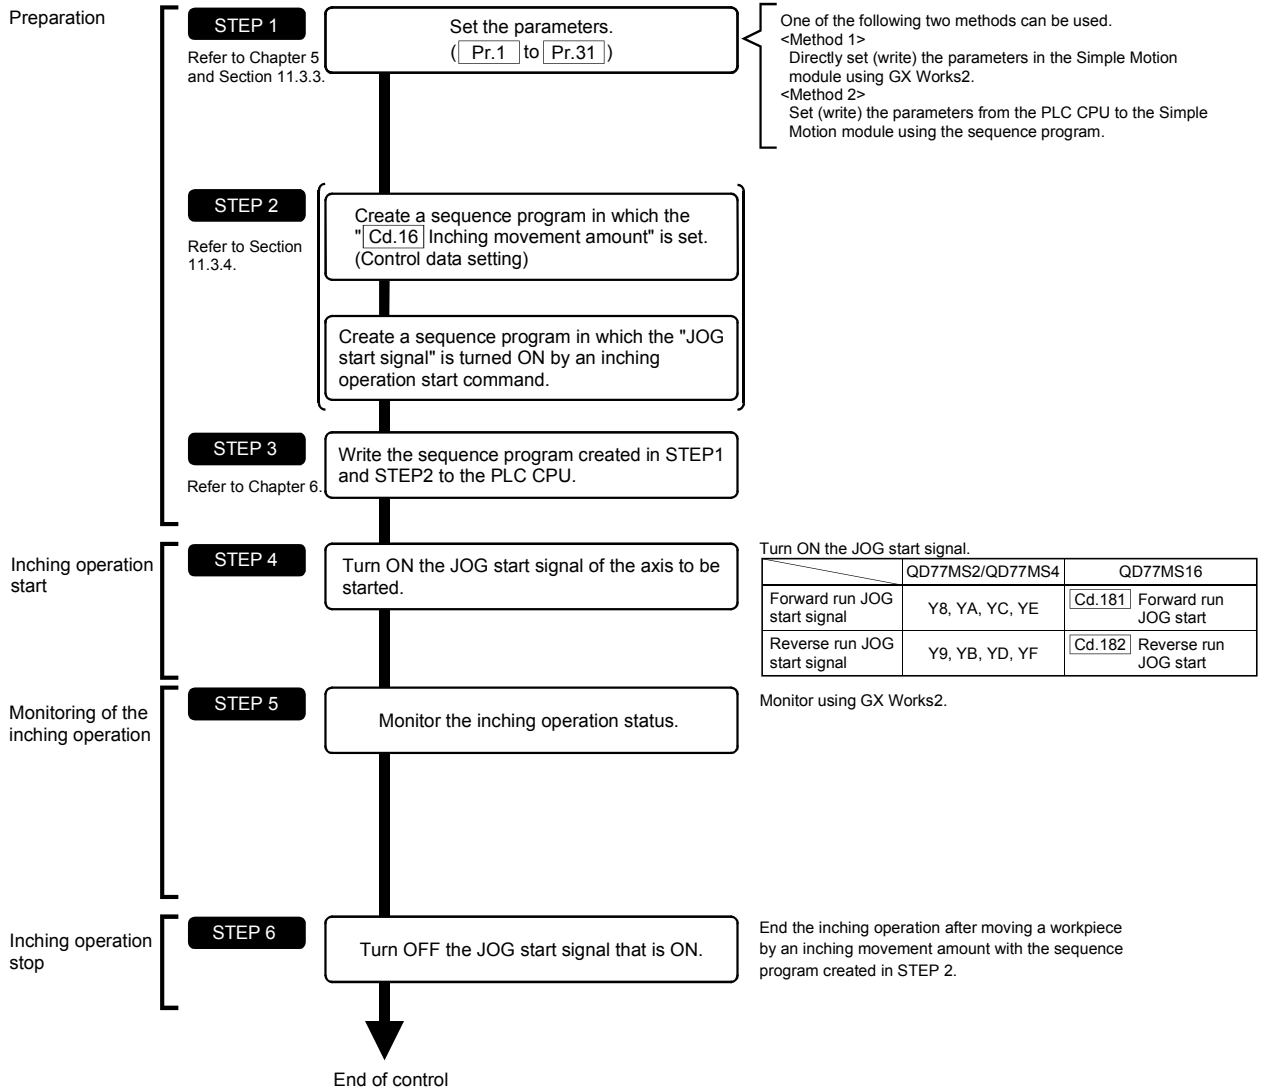 Preparation
STEP 1
Refer to Chapter 5
and Section 11.3.3.
Set the parameters.
( Pr.1 to Pr.31 )
One of the following two methods can be used.
<Method 1>
Directly set (write) the parameters in the Simple Motion
module using GX Works2.
<Method 2>
Set (write) the parameters from the PLC CPU to the Simple
Motion module using the sequence program.
STEP 2
Refer to Section
11.3.4.
Create a sequence program in which the
" Cd.16 Inching movement amount" is set.
(Control data setting)
Create a sequence program in which the "JOG
start signal" is turned ON by an inching
operation start command.
STEP 3
Refer to Chapter 6.
Write the sequence program created in STEP1
and STEP2 to the PLC CPU.
Inching operation
start
STEP 4
Turn ON the JOG start signal of the axis to be
started.
Turn ON the JOG start signal.
QD77MS2/QD77MS4 QD77MS16
Forward run JOG
start signal
Y8, YA, YC, YE
Cd.181 Forward run
JOG start
Reverse run JOG
start signal
Y9, YB, YD, YF
Cd.182 Reverse run
JOG start
Monitoring of the
inching operation
STEP 5
Monitor the inching operation status.
Monitor using GX Works2.
Inching operation
stop
STEP 6
Turn OFF the JOG start signal that is ON.
End the inching operation after moving a workpiece
by an inching movement amount with the sequence
program created in STEP 2.
End of control